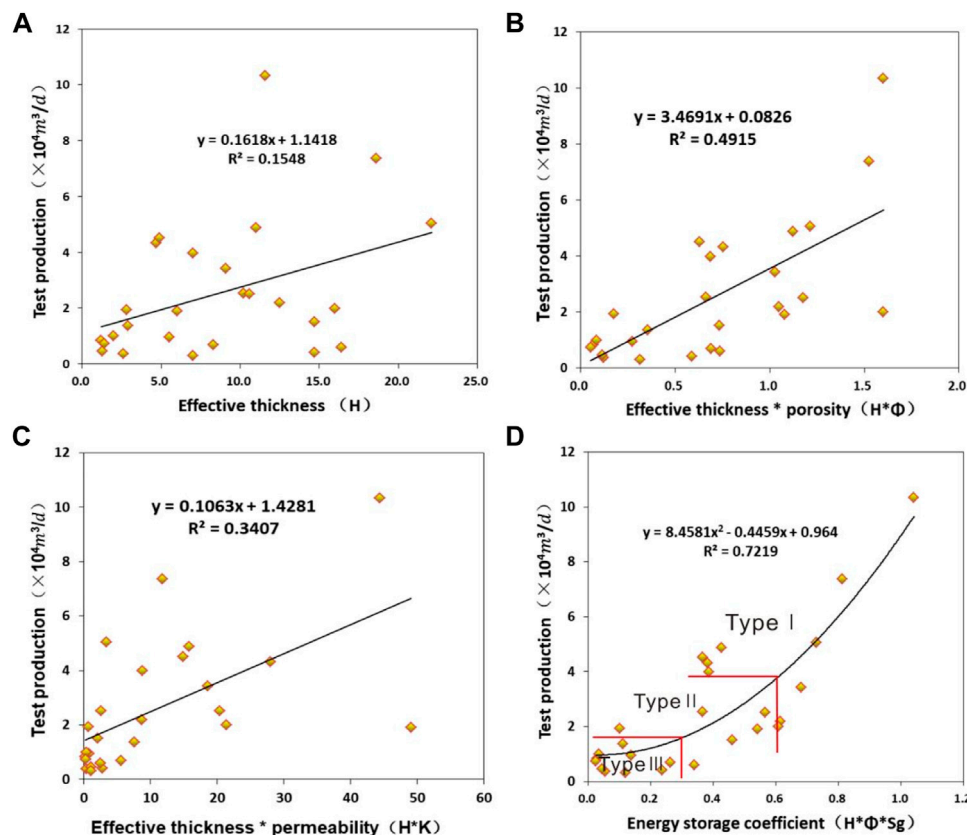 A
12
10
8
6
4
2
0
Test production (×10⁴m³/d)
y = 0.1618x + 1.1418
R² = 0.1548
0.0 5.0 10.0 15.0 20.0 25.0
Effective thickness (H)
B
12
10
8
6
4
2
0
Test production (×10⁴m³/d)
y = 3.4691x + 0.0826
R² = 0.4915
0.0 0.5 1.0 1.5 2.0
Effective thickness * porosity (H*Φ)
C
12
10
8
6
4
2
0
Test production (×10⁴m³/d)
y = 0.1063x + 1.4281
R² = 0.3407
0 10 20 30 40 50 60
Effective thickness * permeability (H*K)
D
12
10
8
6
4
2
0
Test production (×10⁴m³/d)
y = 8.4581x² - 0.4459x + 0.964
R² = 0.7219
Type Ⅰ
Type Ⅱ
Type Ⅲ
0.0 0.2 0.4 0.6 0.8 1.0 1.2
Energy storage coefficient (H*Φ*Sg)